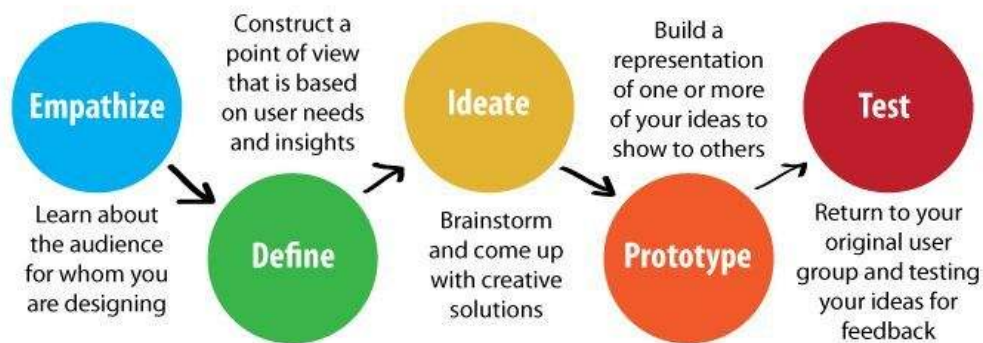 Empathize
Learn about
the audience
for whom you
are designing
Construct a
point of view
that is based
on user needs
and insights
Define
Ideate
Brainstorm
and come up
with creative
solutions
Build a
representation
of one or more
of your ideas to
show to others
Prototype
Test
Return to your
original user
group and testing
your ideas for
feedback